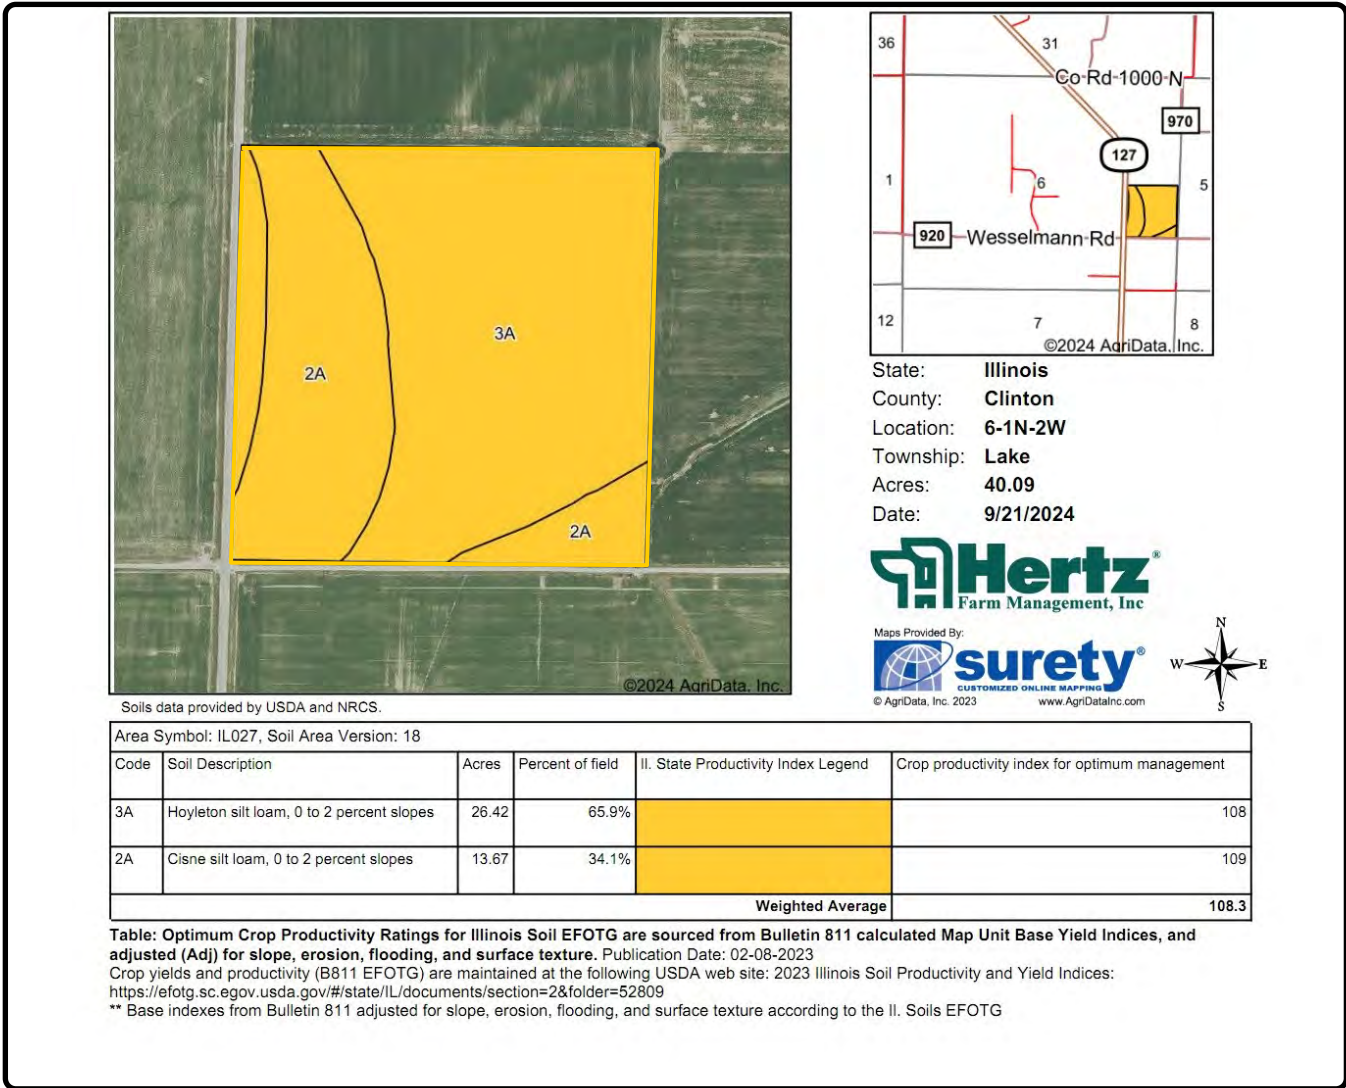 3A
2A
2A
©2024 AgriData, Inc.
Soils data provided by USDA and NRCS.
36
31
Co Rd 1000 N
970
127
1
6
5
920
Wesselmann Rd
12
7
8
©2024 AgriData, Inc.
State: Illinois
County: Clinton
Location: 6-1N-2W
Township: Lake
Acres: 40.09
Date: 9/21/2024
Hertz®
Farm Management, Inc
Maps Provided By:
surety®
CUSTOMIZED ONLINE MAPPING
© AgriData, Inc. 2023 www.AgriDataInc.com
N
W E
S
Area Symbol: IL027, Soil Area Version: 18
Code Soil Description Acres Percent of field Il. State Productivity Index Legend Crop productivity index for optimum management
3A Hoyleton silt loam, 0 to 2 percent slopes 26.42 65.9% 108
2A Cisne silt loam, 0 to 2 percent slopes 13.67 34.1% 109
Weighted Average 108.3
Table: Optimum Crop Productivity Ratings for Illinois Soil EFOTG are sourced from Bulletin 811 calculated Map Unit Base Yield Indices, and
adjusted (Adj) for slope, erosion, flooding, and surface texture. Publication Date: 02-08-2023
Crop yields and productivity (B811 EFOTG) are maintained at the following USDA web site: 2023 Illinois Soil Productivity and Yield Indices:
https://efotg.sc.egov.usda.gov/#/state/IL/documents/section=2&folder=52809
** Base indexes from Bulletin 811 adjusted for slope, erosion, flooding, and surface texture according to the Il. Soils EFOTG